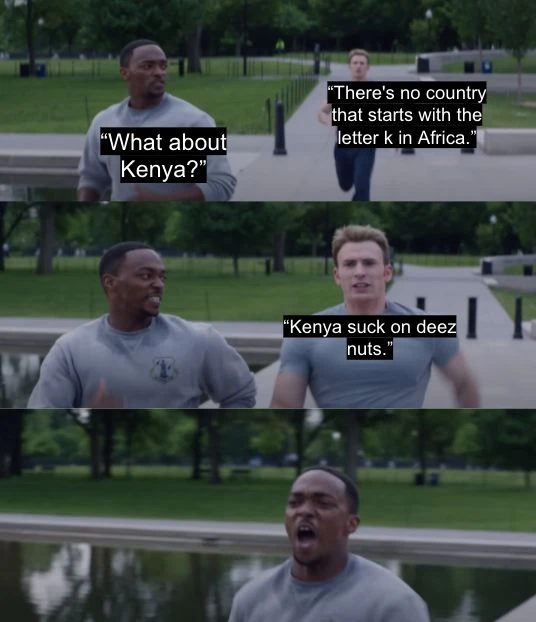 “There's no country
that starts with the
letter k in Africa.”
“What about
Kenya?”
“Kenya suck on deez
nuts.”